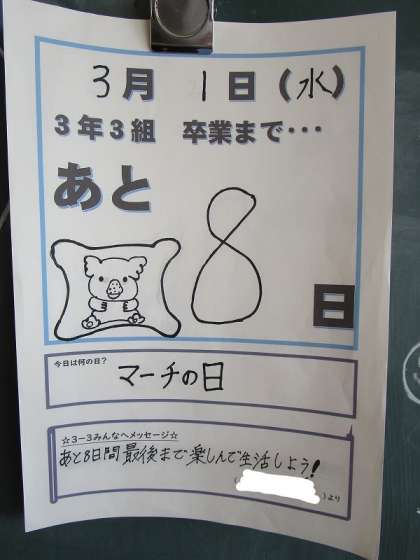 3月 1日(水)
3年3組 卒業まで・・・
あと
8
日
今日は何の日?
マーチの日
☆3-3みんなへメッセージ☆
あと8日間最後まで楽しんで生活しよう!
( )より